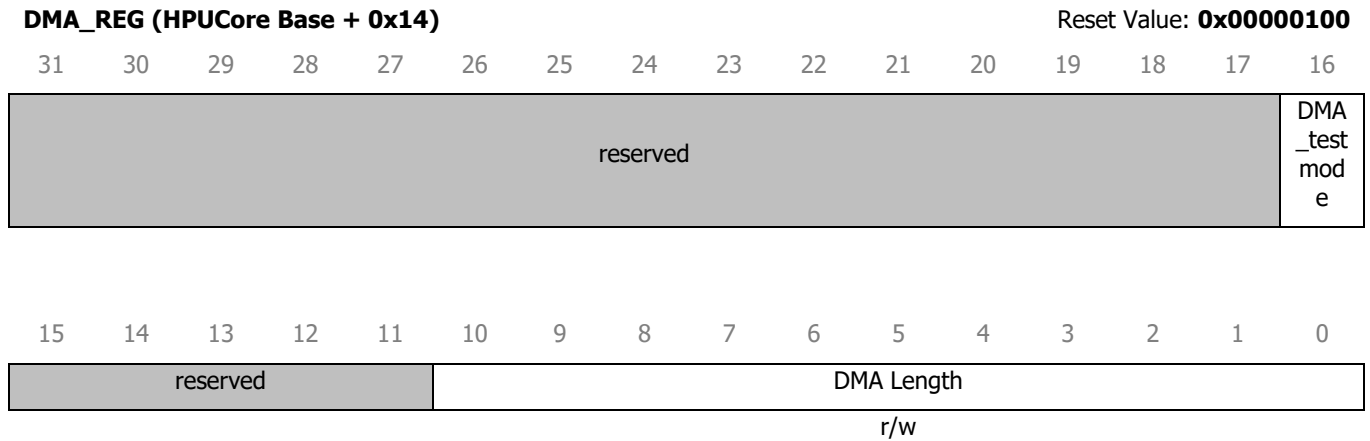 DMA_REG (HPUCore Base + 0x14) Reset Value: 0x00000100
31 30 29 28 27 26 25 24 23 22 21 20 19 18 17 16
reserved
DMA
_test
mod
e
15 14 13 12 11 10 9 8 7 6 5 4 3 2 1 0
reserved DMA Length
r/w